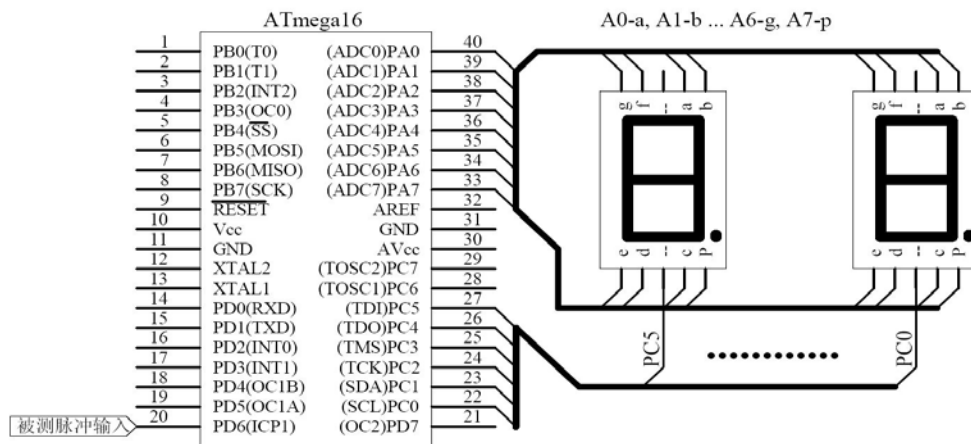 ATmega16
A0-a, A1-b ... A6-g, A7-p
1 PB0(T0) (ADC0)PA0 40
2 PB1(T1) (ADC1)PA1 39
3 PB2(INT2) (ADC2)PA2 38
4 PB3(OC0) (ADC3)PA3 37
5 PB4(SS) (ADC4)PA4 36
6 PB5(MOSI) (ADC5)PA5 35
7 PB6(MISO) (ADC6)PA6 34
8 PB7(SCK) (ADC7)PA7 33
9 RESET AREF 32
10 Vcc GND 31
11 GND AVcc 30
12 XTAL2 (TOSC2)PC7 29
13 XTAL1 (TOSC1)PC6 28
14 PD0(RXD) (TDI)PC5 27
15 PD1(TXD) (TDO)PC4 26
16 PD2(INT0) (TMS)PC3 25
17 PD3(INT1) (TCK)PC2 24
18 PD4(OC1B) (SDA)PC1 23
19 PD5(OC1A) (SCL)PC0 22
20 PD6(ICP1) (OC2)PD7 21
被测脉冲输入
g f -- a b
e d -- c P
g f -- a b
e d -- c P
PC5
PC0